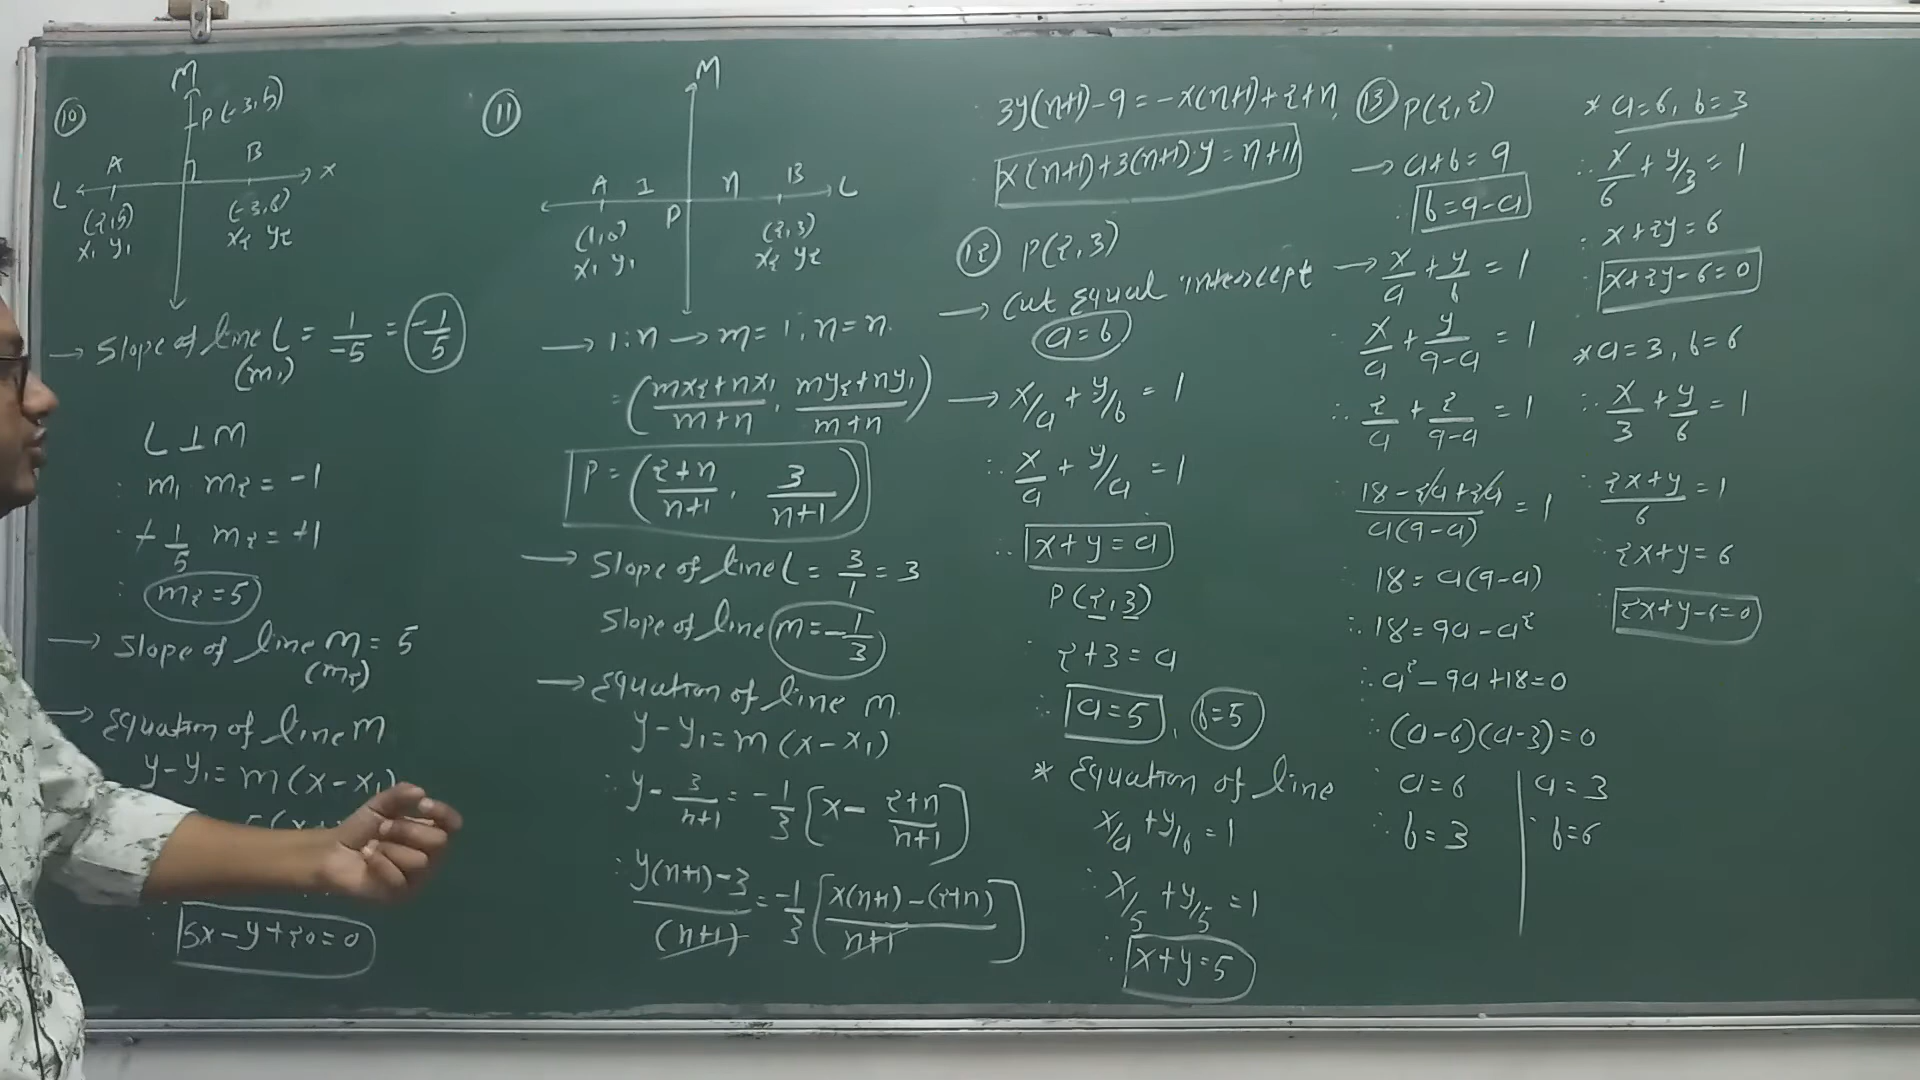 ⑩
M
P(-3,5)
A
B
L
x
(2,5)
(-3,6)
x₁ y₁
x₂ y₂
→ Slope of line L = 1/-5 = -1/5
(m₁)
L ⊥ M
∴ m₁ m₂ = -1
+ 1/5 m₂ = +1
∴ m₂ = 5
→ Slope of line M = 5
(m₂)
→ Equation of line M
y-y₁ = m(x-x₁)
5x-y+20=0
⑪
M
A 1 n B L
P
(1,0)
(2,3)
x₁ y₁
x₂ y₂
→ 1:n → m=1, n=n
= (mx₂+nx₁/m+n, my₂+ny₁/m+n)
P = (2+n/n+1, 3/n+1)
→ Slope of line L = 3/1 = 3
Slope of line m = -1/3
→ Equation of line M
y-y₁ = m(x-x₁)
∴ y - 3/n+1 = -1/3 [x - 2+n/n+1]
∴ y(n+1)-3/(n+1) = -1/3 [x(n+1)-(2+n)/n+1]
∴ 3y(n+1)-9 = -x(n+1)+2+n
∴ x(n+1)+3(n+1)·y = n+11
⑫ P(2,3)
→ Cut equal intercept
a=b
→ x/a + y/b = 1
∴ x/a + y/a = 1
∴ x+y=a
P(2,3)
∴ 2+3=a
∴ a=5, b=5
* Equation of line
x/a + y/b = 1
∴ x/5 + y/5 = 1
∴ x+y=5
⑬ P(2,2)
→ a+b=9
∴ b=9-a
→ x/a + y/b = 1
∴ x/a + y/9-a = 1
∴ 2/a + 2/9-a = 1
∴ 18-2a+2a/a(9-a) = 1
∴ 18=a(9-a)
∴ 18=9a-a²
∴ a²-9a+18=0
∴ (a-6)(a-3)=0
∴ a=6 a=3
∴ b=3 ∴ b=6
* a=6, b=3
∴ x/6 + y/3 = 1
∴ x+2y=6
∴ x+2y-6=0
* a=3, b=6
∴ x/3 + y/6 = 1
∴ 2x+y/6 = 1
∴ 2x+y=6
∴ 2x+y-6=0